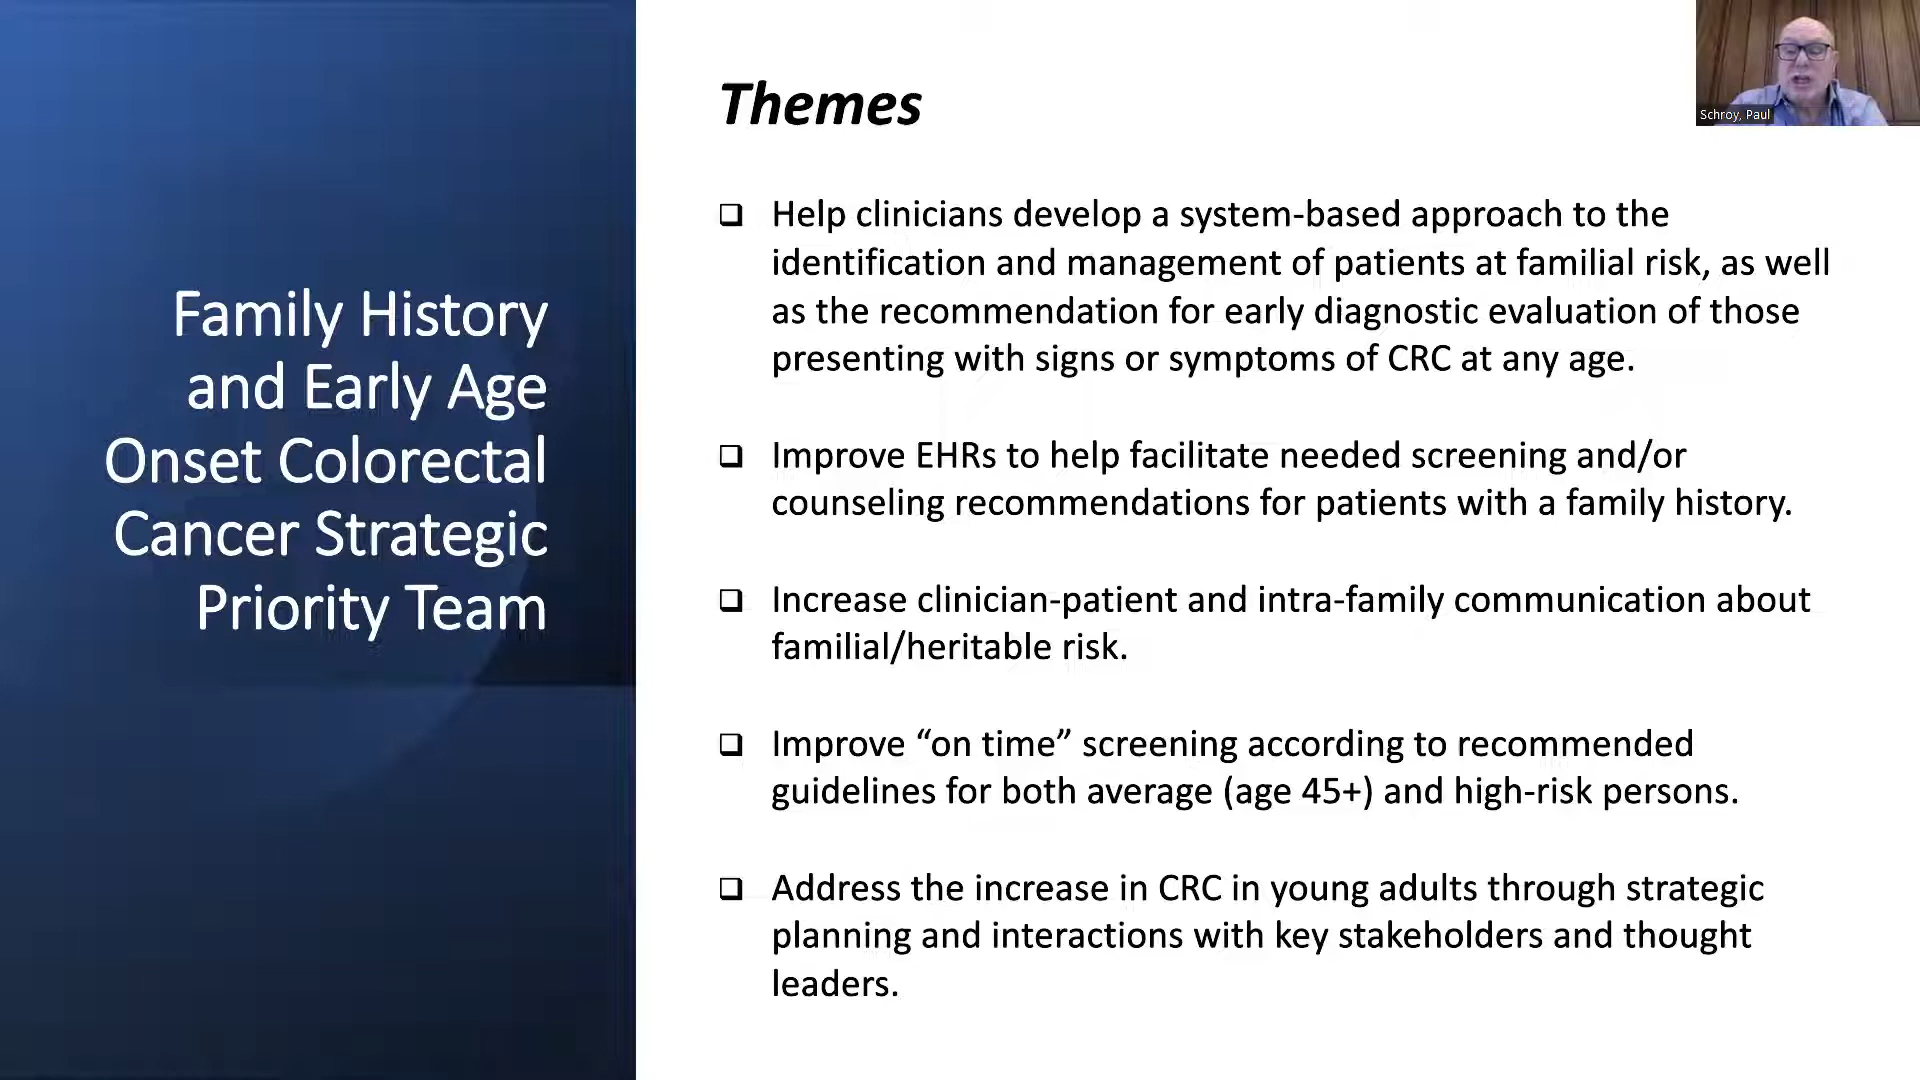 Family History
and Early Age
Onset Colorectal
Cancer Strategic
Priority Team
Themes
Help clinicians develop a system-based approach to the
identification and management of patients at familial risk, as well
as the recommendation for early diagnostic evaluation of those
presenting with signs or symptoms of CRC at any age.
Improve EHRs to help facilitate needed screening and/or
counseling recommendations for patients with a family history.
Increase clinician-patient and intra-family communication about
familial/heritable risk.
Improve “on time” screening according to recommended
guidelines for both average (age 45+) and high-risk persons.
Address the increase in CRC in young adults through strategic
planning and interactions with key stakeholders and thought
leaders.
Schroy, Paul